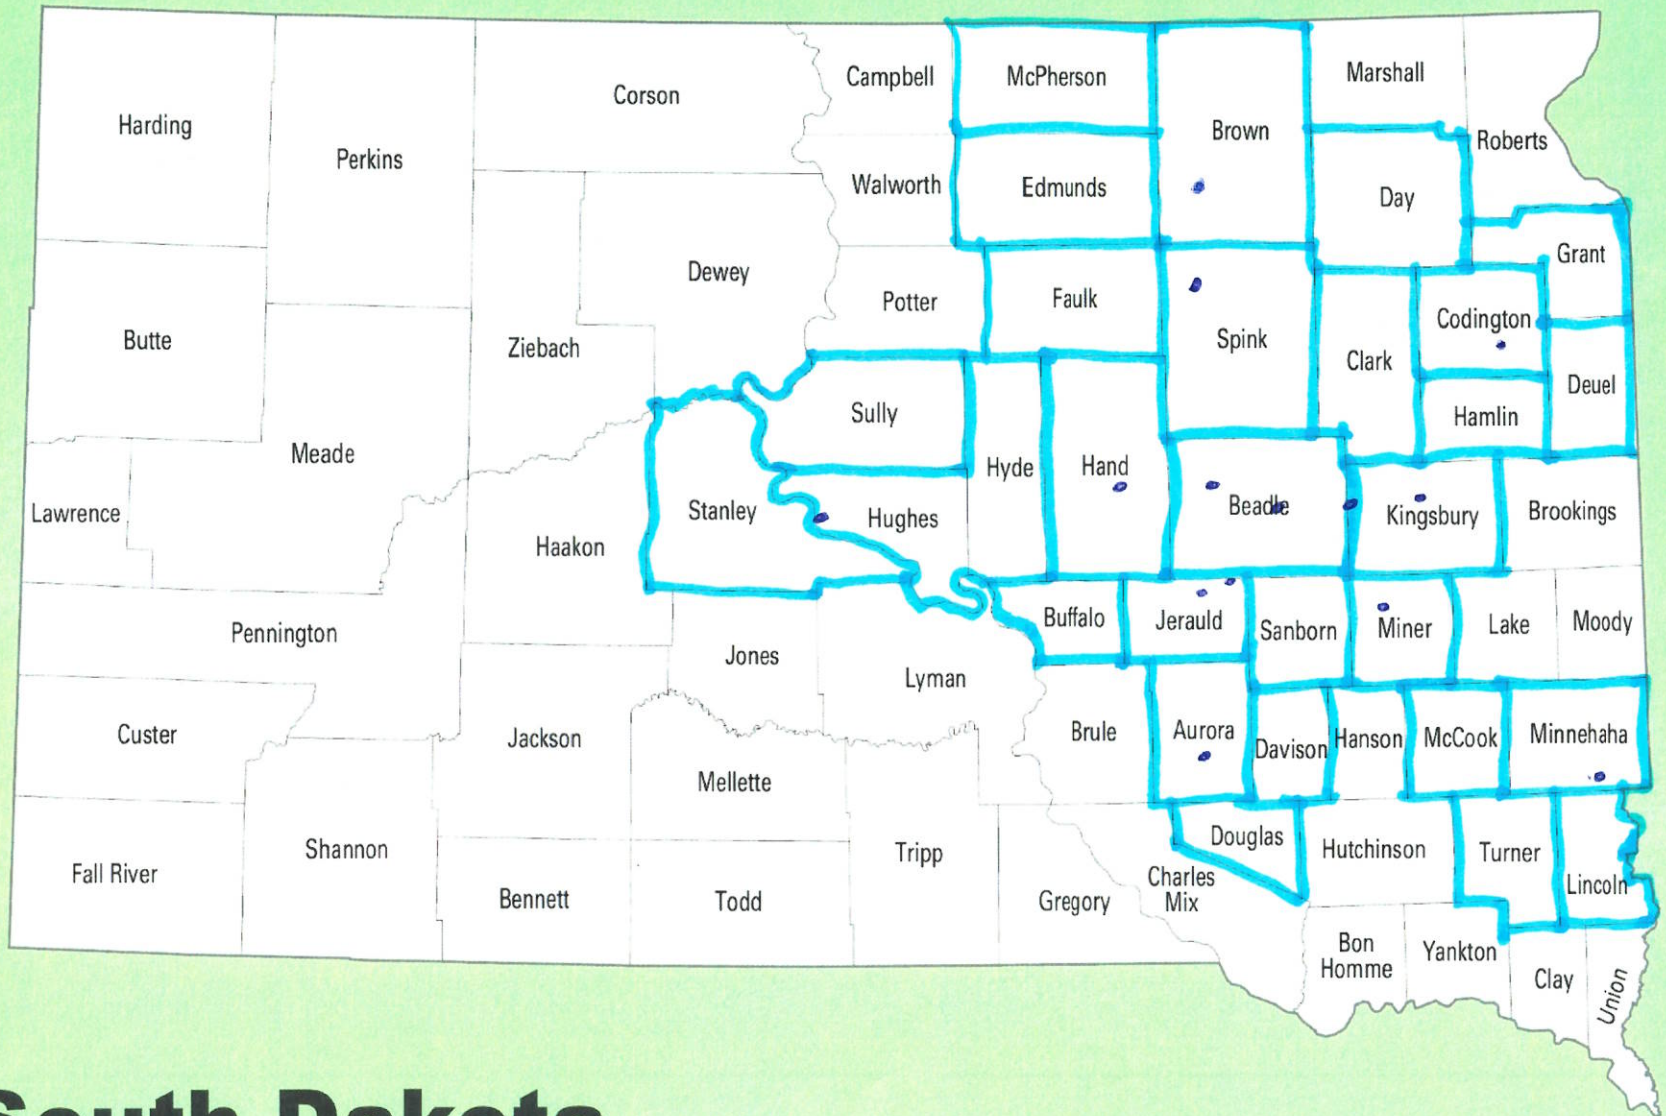 Harding
Perkins
Corson
Campbell
McPherson
Brown
Marshall
Roberts
Walworth
Edmunds
Day
Butte
Ziebach
Dewey
Potter
Faulk
Spink
Clark
Codington
Grant
Deuel
Hamlin
Lawrence
Meade
Haakon
Stanley
Sully
Hughes
Hyde
Hand
Beadle
Kingsbury
Brookings
Pennington
Jones
Lyman
Buffalo
Jerauld
Sanborn
Miner
Lake
Moody
Custer
Jackson
Mellette
Brule
Aurora
Davison
Hanson
McCook
Minnehaha
Fall River
Shannon
Bennett
Todd
Tripp
Gregory
Charles
Mix
Douglas
Hutchinson
Turner
Lincoln
Bon
Homme
Yankton
Clay
Union
South Dakota